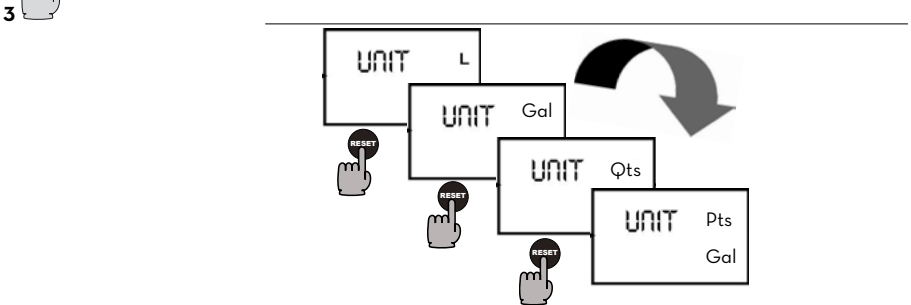 3
UNIT L
UNIT Gal
RESET
UNIT Qts
RESET
UNIT Pts
Gal
RESET